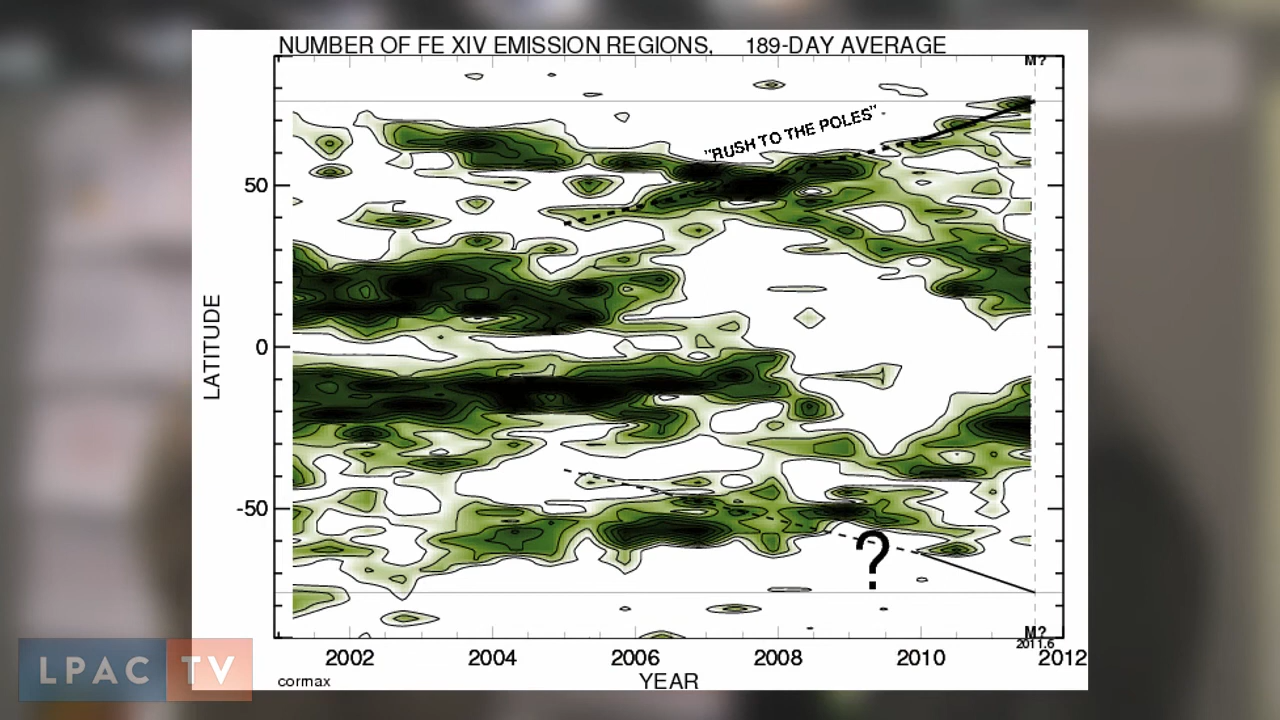 NUMBER OF FE XIV EMISSION REGIONS, 189-DAY AVERAGE
M?
"RUSH TO THE POLES"
50
0
-50
LATITUDE
?
M?
2011.6
2002 2004 2006 2008 2010 2012
YEAR
cormax
LPAC TV